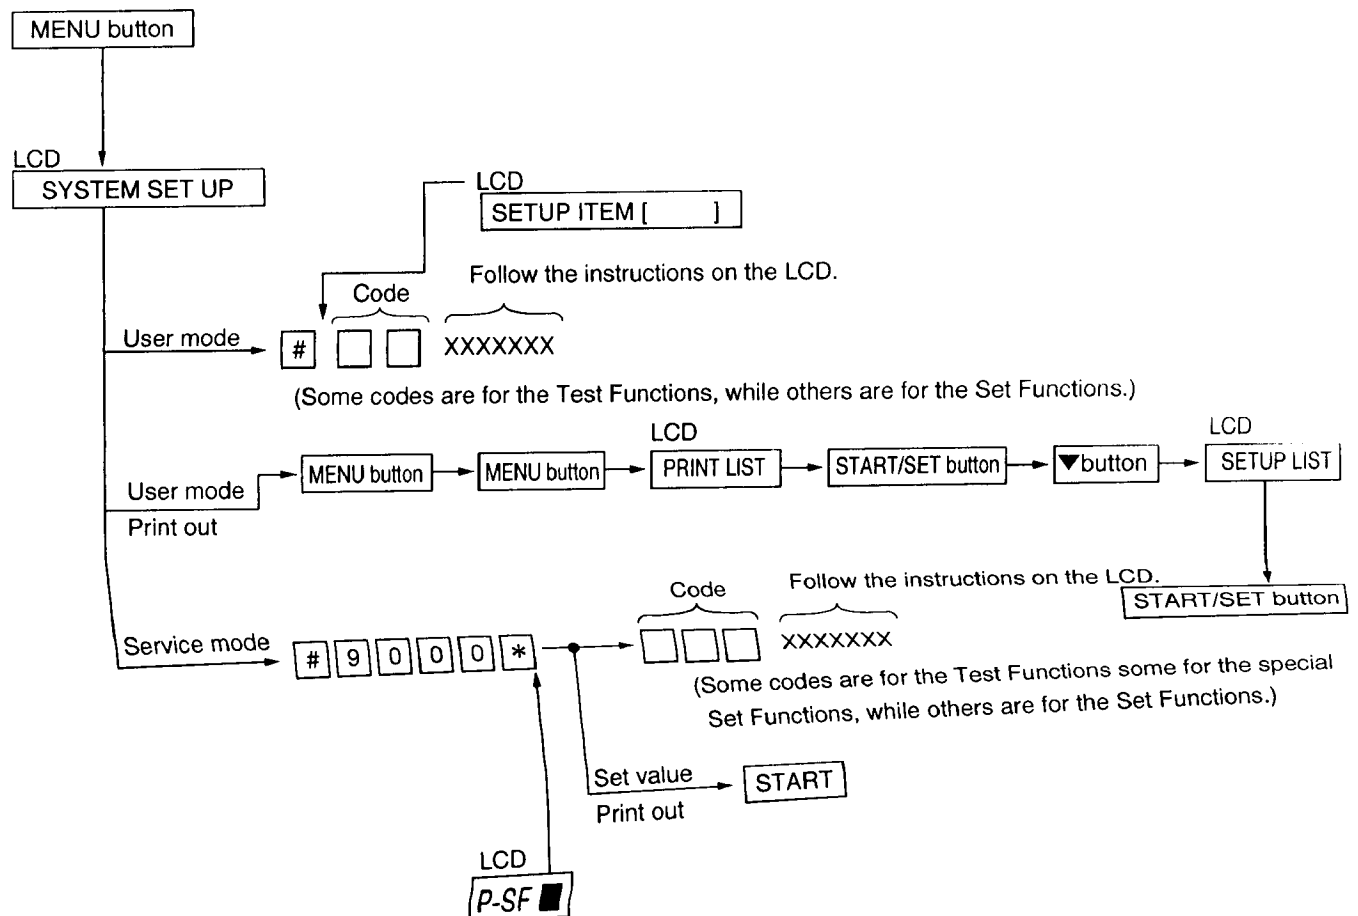 MENU button
LCD
SYSTEM SET UP
LCD
SETUP ITEM [ ]
Follow the instructions on the LCD.
Code
User mode
#
XXXXXXX
(Some codes are for the Test Functions, while others are for the Set Functions.)
LCD
LCD
User mode
Print out
MENU button
MENU button
PRINT LIST
START/SET button
▼button
SETUP LIST
START/SET button
Code
Follow the instructions on the LCD.
Service mode
# 9 0 0 0 *
XXXXXXX
(Some codes are for the Test Functions some for the special
Set Functions, while others are for the Set Functions.)
Set value
Print out
START
LCD
P-SF ■